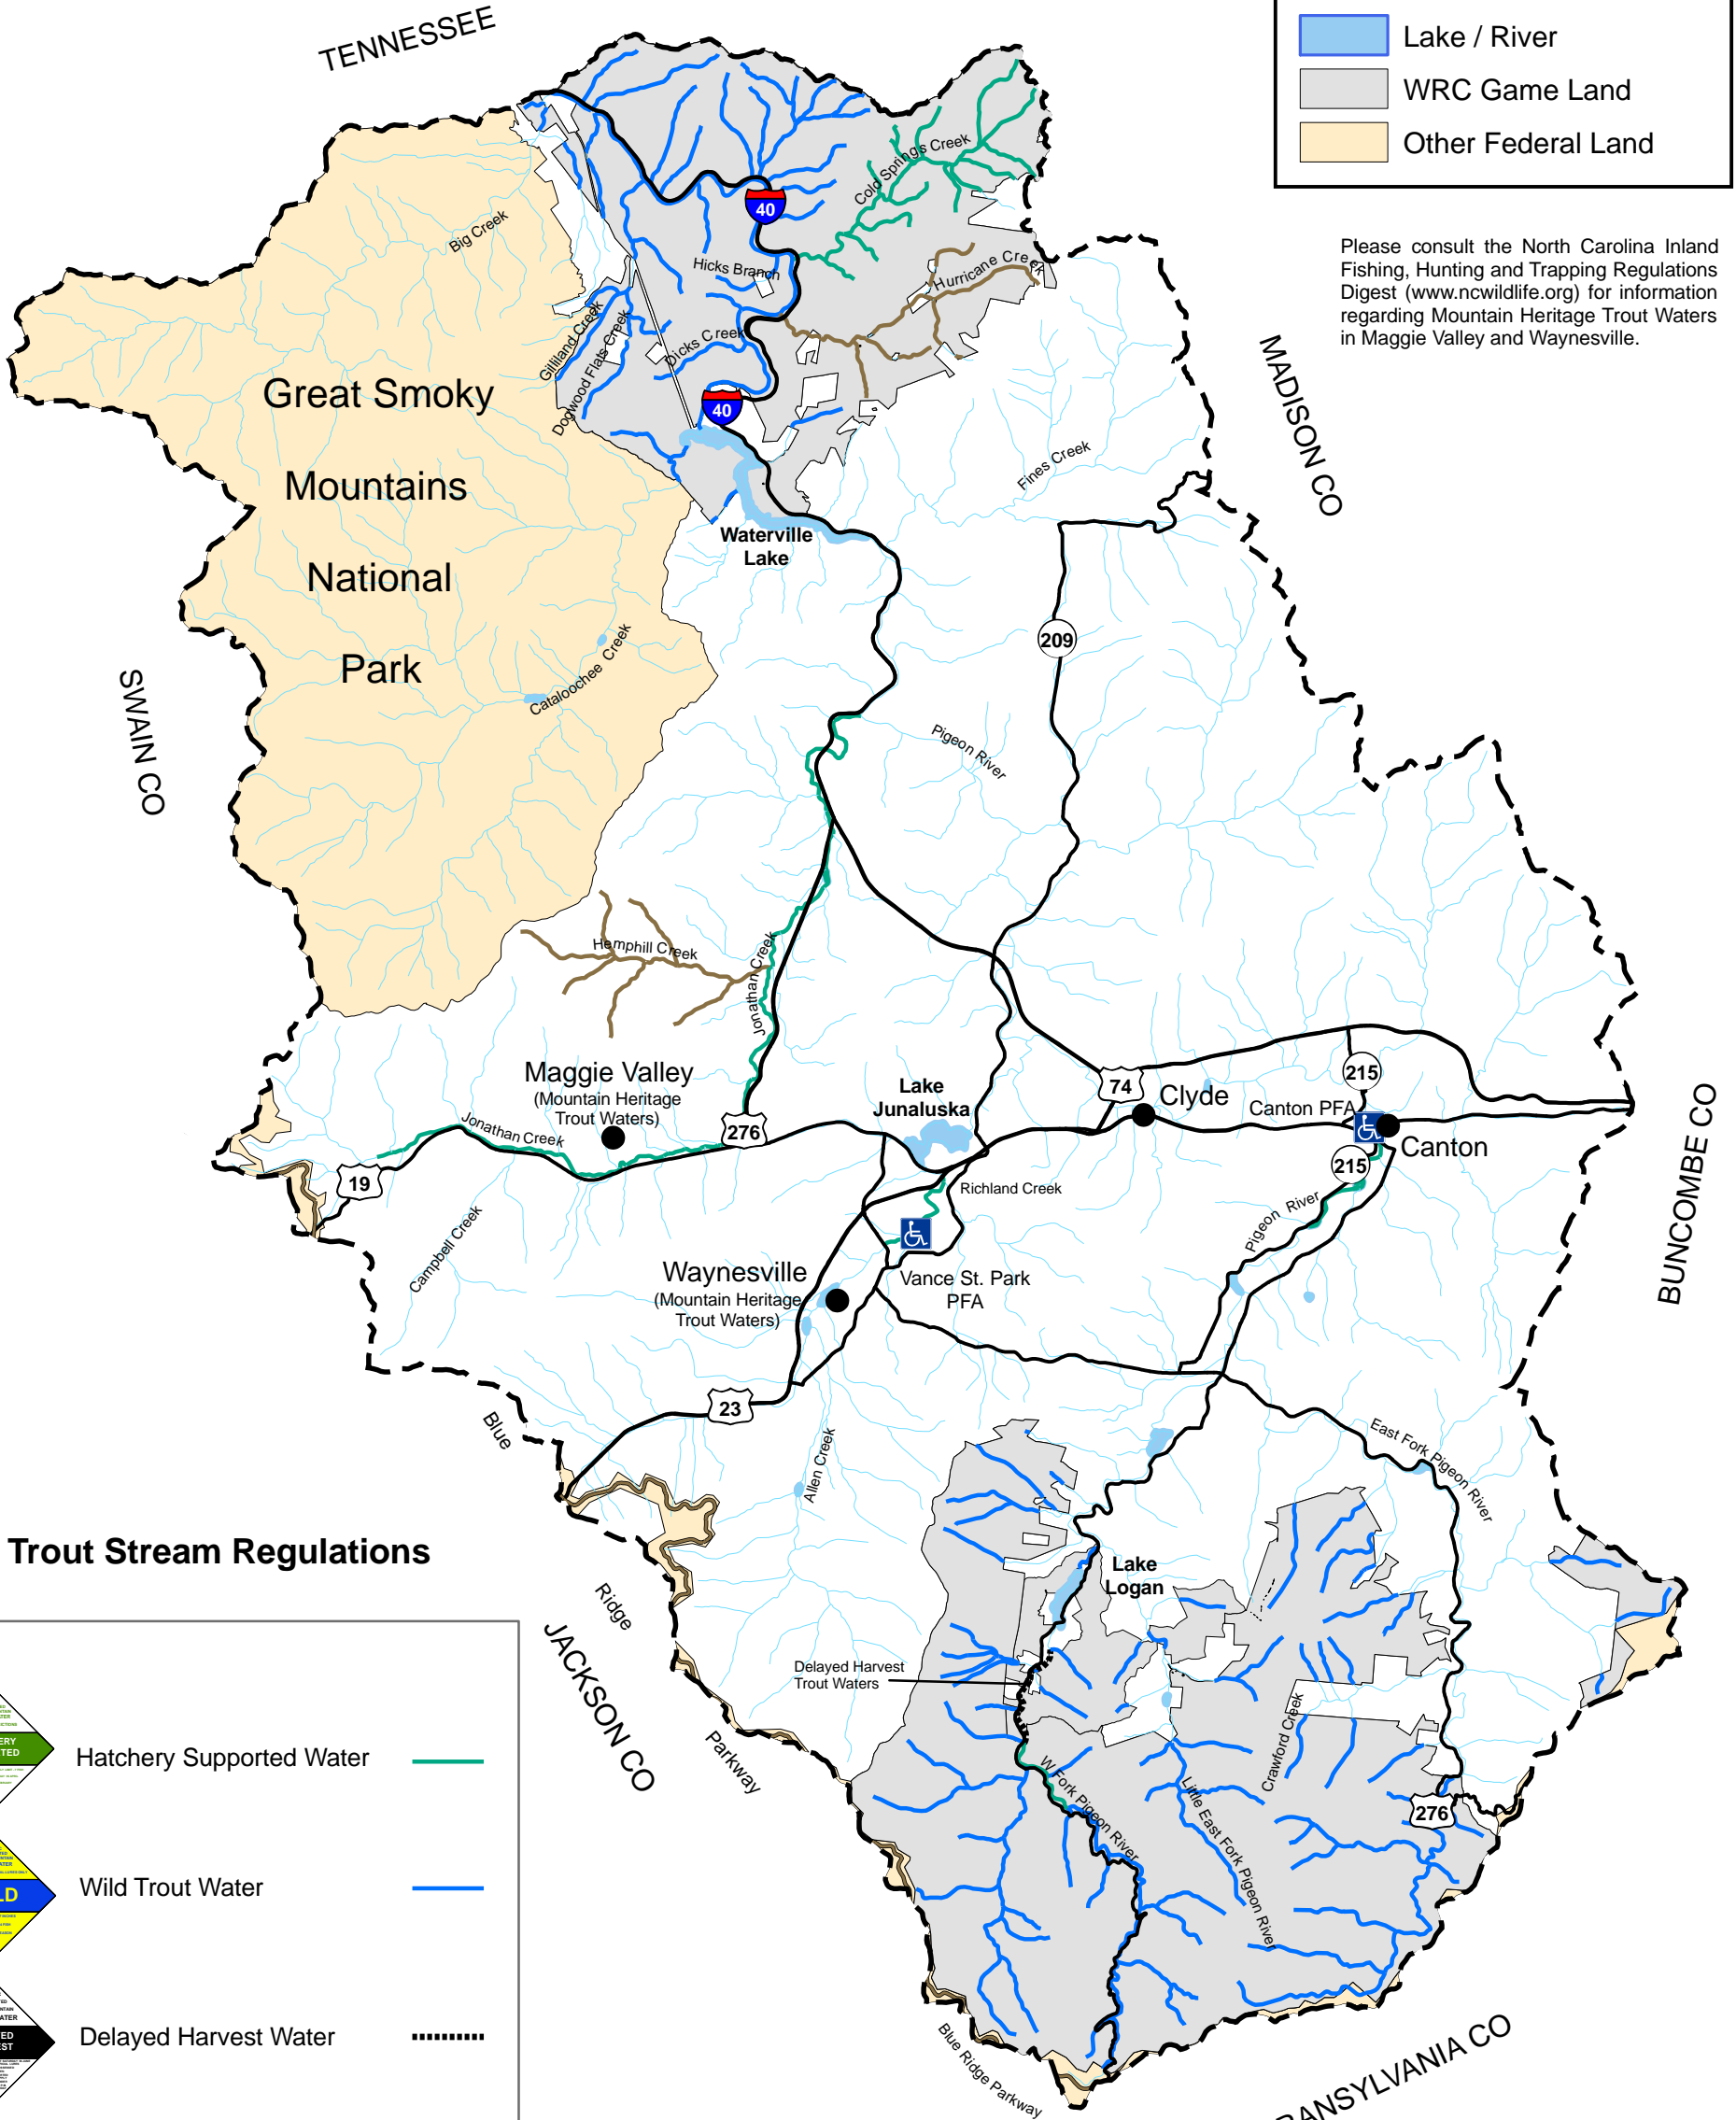 TENNESSEE
Lake / River
WRC Game Land
Other Federal Land
Please consult the North Carolina Inland
Fishing, Hunting and Trapping Regulations
Digest (www.ncwildlife.org) for information
regarding Mountain Heritage Trout Waters
in Maggie Valley and Waynesville.
Cold Springs Creek
40
Big Creek
Hicks Branch
Hurricane Creek
Gilliland Creek
Dogwood Flats Creek
Dicks Creek
40
MADISON CO
Great Smoky
Mountains
National
Park
Fines Creek
Waterville
Lake
209
Cataloochee Creek
SWAIN CO
Pigeon River
Hemphill Creek
Jonathan Creek
Maggie Valley
(Mountain Heritage
Trout Waters)
Lake
Junaluska
74
Clyde
215
Canton PFA
Canton
276
Jonathan Creek
19
215
Richland Creek
Pigeon River
BUNCOMBE CO
Campbell Creek
Waynesville
(Mountain Heritage
Trout Waters)
Vance St. Park
PFA
23
Blue
Allen Creek
East Fork Pigeon River
Trout Stream Regulations
Lake
Logan
Ridge
JACKSON CO
Delayed Harvest
Trout Waters
Parkway
Crawford Creek
W Fork Pigeon River
Little East Fork Pigeon River
276
Hatchery Supported Water
Wild Trout Water
Delayed Harvest Water
Blue Ridge Parkway
RANSYLVANIA CO